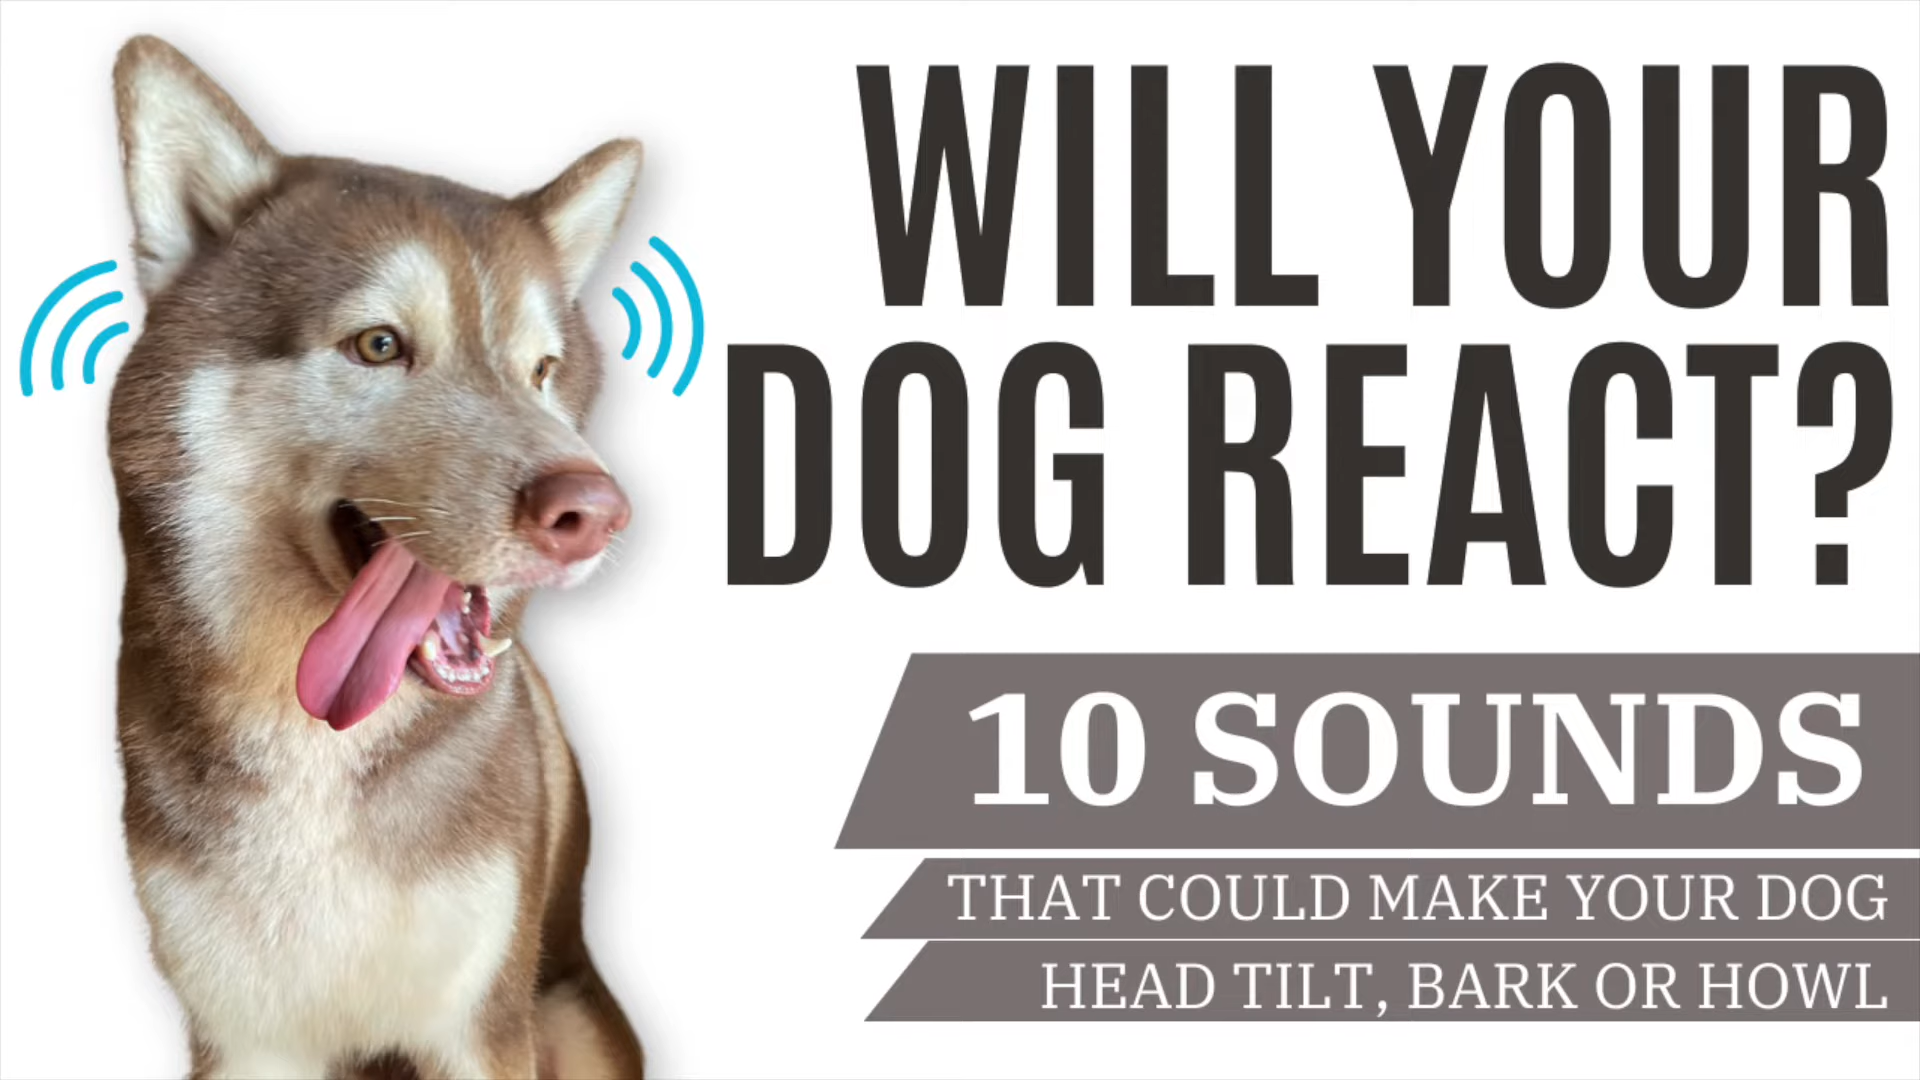 WILL YOUR
DOG REACT?
10 SOUNDS
THAT COULD MAKE YOUR DOG
HEAD TILT, BARK OR HOWL